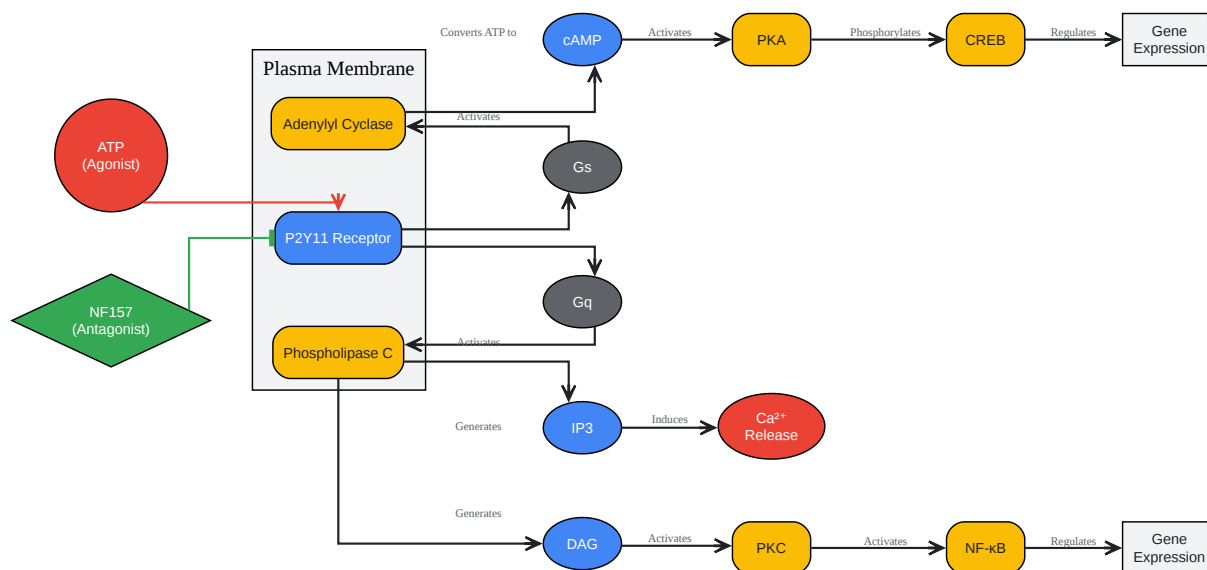 Converts ATP to
cAMP
Activates
PKA
Phosphorylates
CREB
Regulates
Gene
Expression
Plasma Membrane
Adenylyl Cyclase
Activates
ATP
(Agonist)
Gs
P2Y11 Receptor
NF157
(Antagonist)
Gq
Phospholipase C
Activates
Generates
IP3
Induces
Ca²⁺
Release
Generates
DAG
Activates
PKC
Activates
NF-κB
Regulates
Gene
Expression